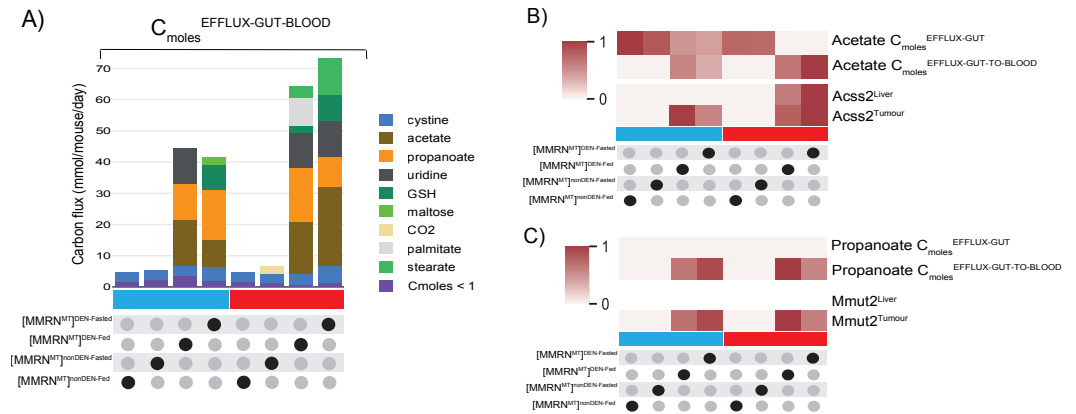 A)
C moles EFFLUX-GUT-BLOOD
Carbon flux (mmol/mouse/day)
70
60
50
40
30
20
10
0
cystine
acetate
propanoate
uridine
GSH
maltose
CO2
palmitate
stearate
Cmoles < 1
[MMRN^MT]^DEN-Fasted
[MMRN^MT]^DEN-Fed
[MMRN^MT]^nonDEN-Fasted
[MMRN^MT]^nonDEN-Fed
B)
1
0
Acetate C moles EFFLUX-GUT
Acetate C moles EFFLUX-GUT-TO-BLOOD
Acss2^Liver
Acss2^Tumour
[MMRN^MT]^DEN-Fasted
[MMRN^MT]^DEN-Fed
[MMRN^MT]^nonDEN-Fasted
[MMRN^MT]^nonDEN-Fed
C)
1
0
Propanoate C moles EFFLUX-GUT
Propanoate C moles EFFLUX-GUT-TO-BLOOD
Mmut2^Liver
Mmut2^Tumour
[MMRN^MT]^DEN-Fasted
[MMRN^MT]^DEN-Fed
[MMRN^MT]^nonDEN-Fasted
[MMRN^MT]^nonDEN-Fed